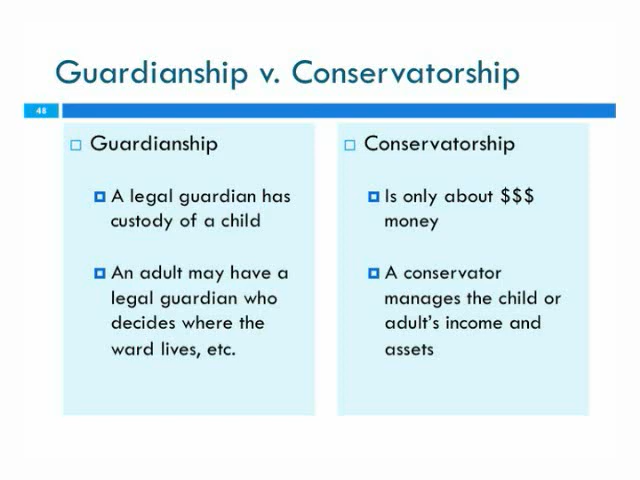 Guardianship v. Conservatorship
48
Guardianship
A legal guardian has
custody of a child
An adult may have a
legal guardian who
decides where the
ward lives, etc.
Conservatorship
Is only about $$$
money
A conservator
manages the child or
adult's income and
assets